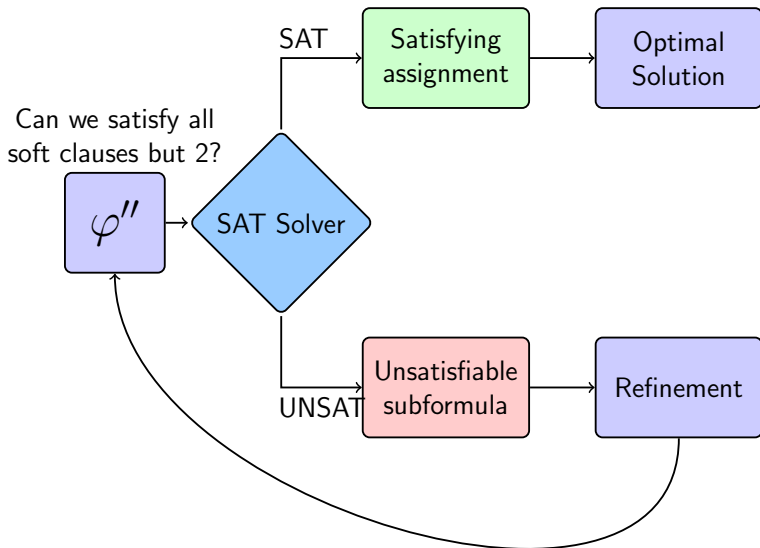 SAT
Satisfying
assignment
Optimal
Solution
Can we satisfy all
soft clauses but 2?
φ′′
SAT Solver
UNSAT
Unsatisfiable
subformula
Refinement